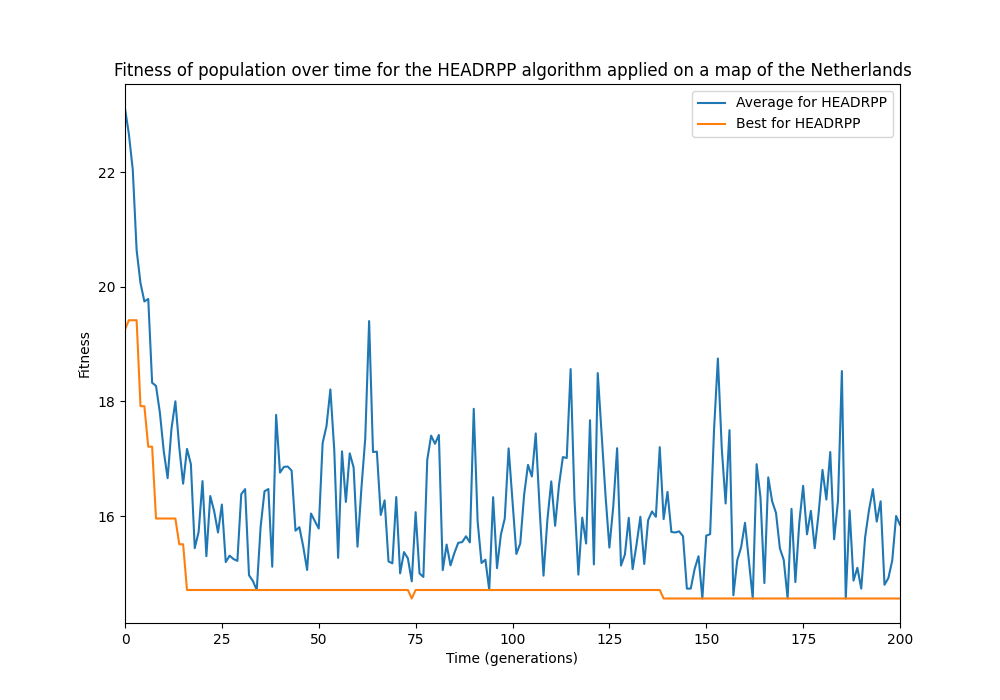 Fitness of population over time for the HEADRPP algorithm applied on a map of the Netherlands
Average for HEADRPP
Best for HEADRPP
Fitness
22
20
18
16
0 25 50 75 100 125 150 175 200
Time (generations)